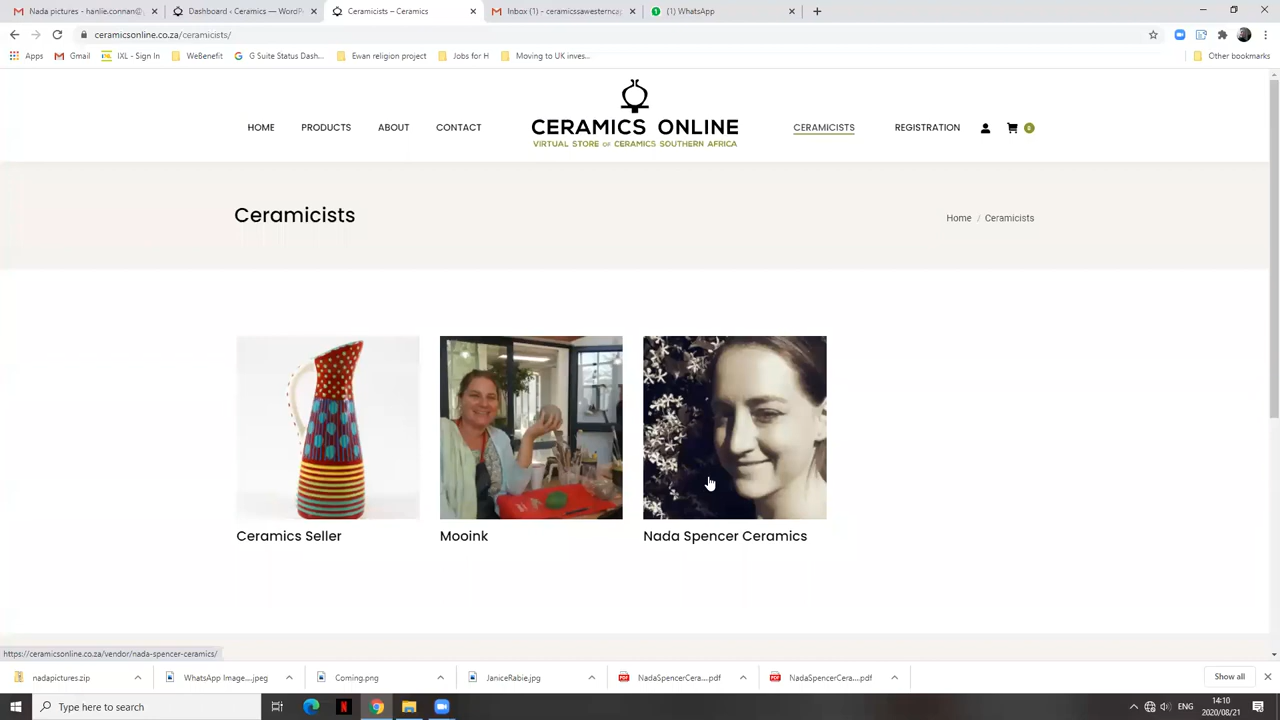 Nada pictures - hanlie.connan@
Dashboard ‹ Ceramics — WordP
Ceramicists – Ceramics
Inbox (1) - ceramicssawesternca
(1) WhatsApp
ceramicsonline.co.za/ceramicists/
Apps
Gmail
IXL - Sign In
WeBenefit
G Suite Status Dash...
Ewan religion project
Jobs for H
Moving to UK inves...
Other bookmarks
HOME
PRODUCTS
ABOUT
CONTACT
CERAMICS ONLINE
VIRTUAL STORE OF CERAMICS SOUTHERN AFRICA
CERAMICISTS
REGISTRATION
Ceramicists
Home / Ceramicists
Ceramics Seller
Mooink
Nada Spencer Ceramics
https://ceramicsonline.co.za/vendor/nada-spencer-ceramics/
nadapictures.zip
WhatsApp Image....jpeg
Coming.png
JaniceRabie.jpg
NadaSpencerCera....pdf
NadaSpencerCera....pdf
Show all
Type here to search
ENG
14:10
2020/08/21